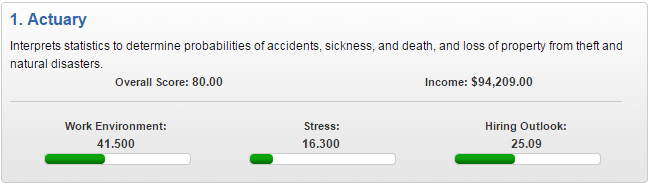 1. Actuary
Interprets statistics to determine probabilities of accidents, sickness, and death, and loss of property from theft and
natural disasters.
Overall Score: 80.00 Income: $94,209.00
Work Environment: Stress: Hiring Outlook:
41.500 16.300 25.09